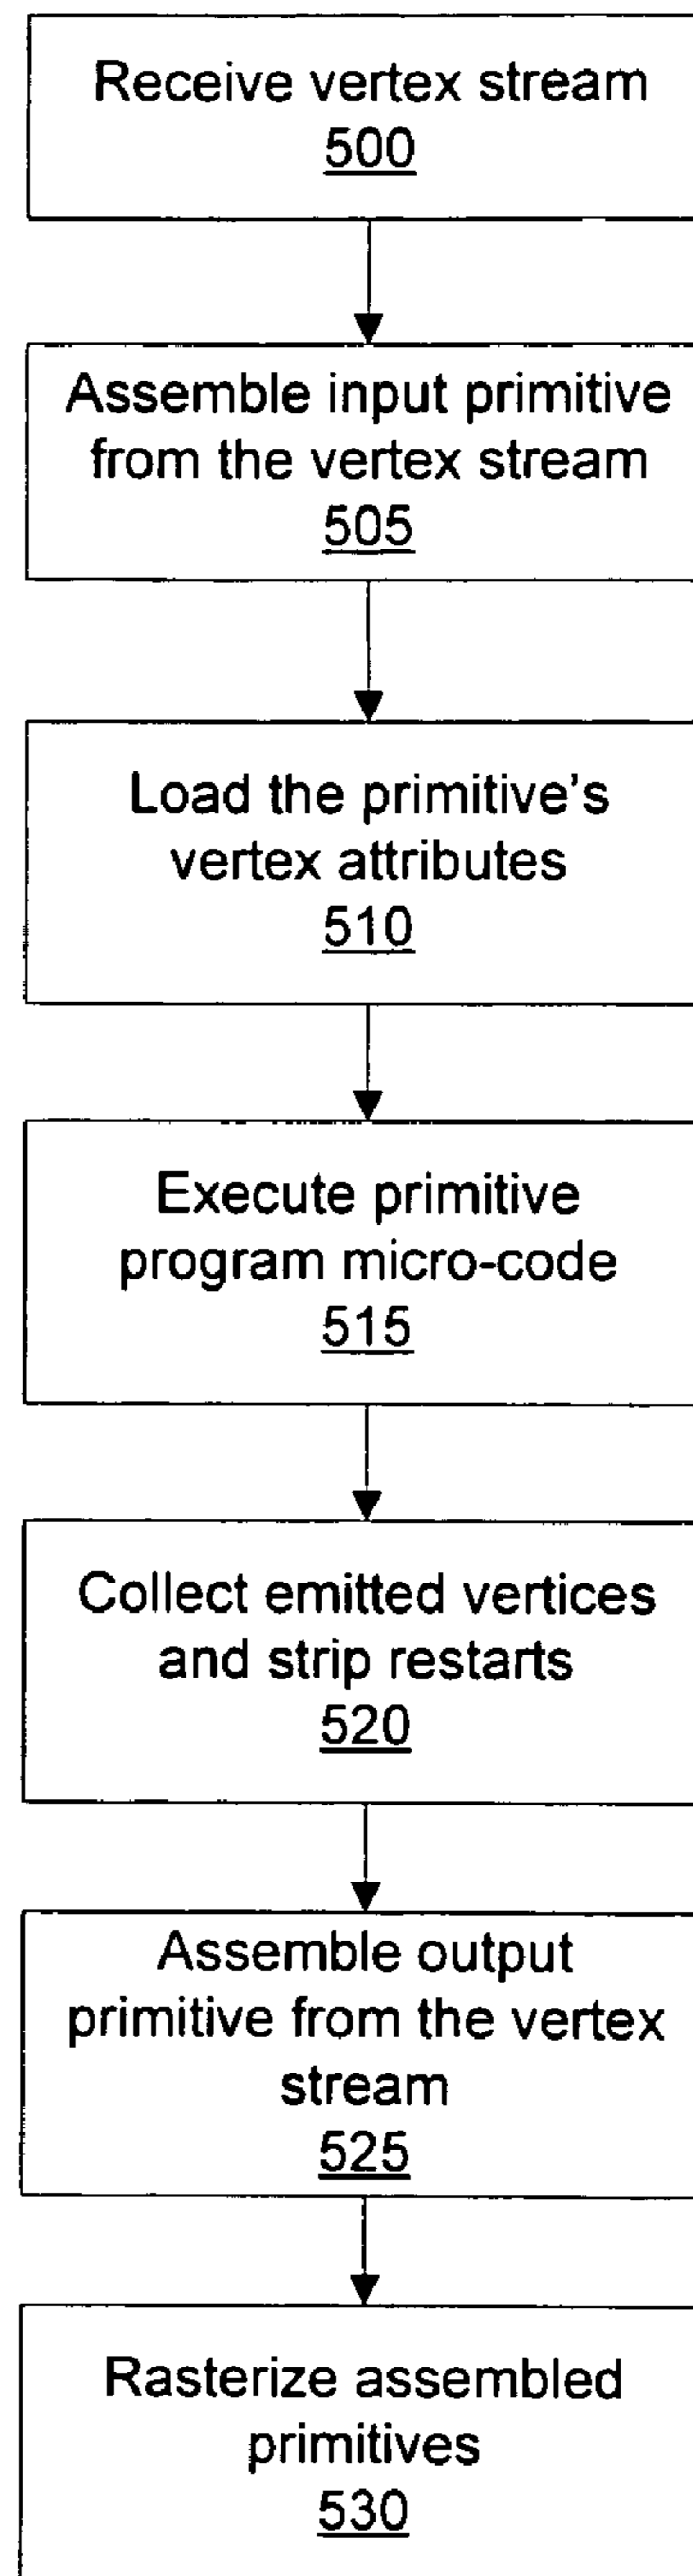 Receive vertex stream
500
Assemble input primitive
from the vertex stream
505
Load the primitive's
vertex attributes
510
Execute primitive
program micro-code
515
Collect emitted vertices
and strip restarts
520
Assemble output
primitive from the vertex
stream
525
Rasterize assembled
primitives
530